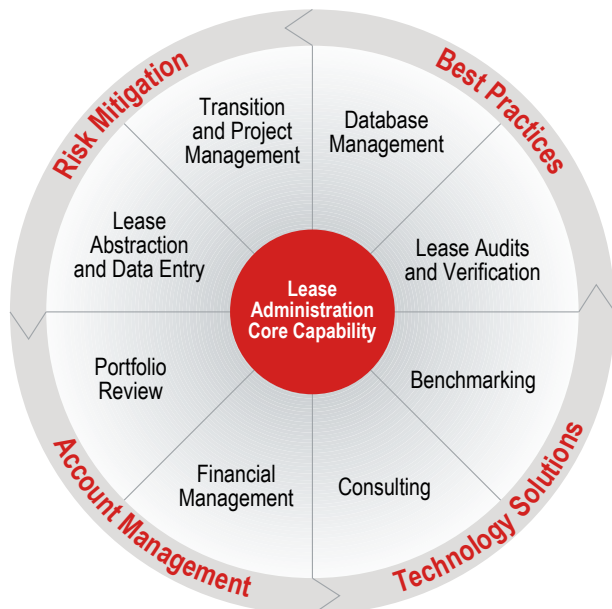 Risk Mitigation
Best Practices
Transition
and Project
Management
Database
Management
Lease
Abstraction
and Data Entry
Lease Audits
and Verification
Lease
Administration
Core Capability
Portfolio
Review
Benchmarking
Financial
Management
Consulting
Account Management
Technology Solutions